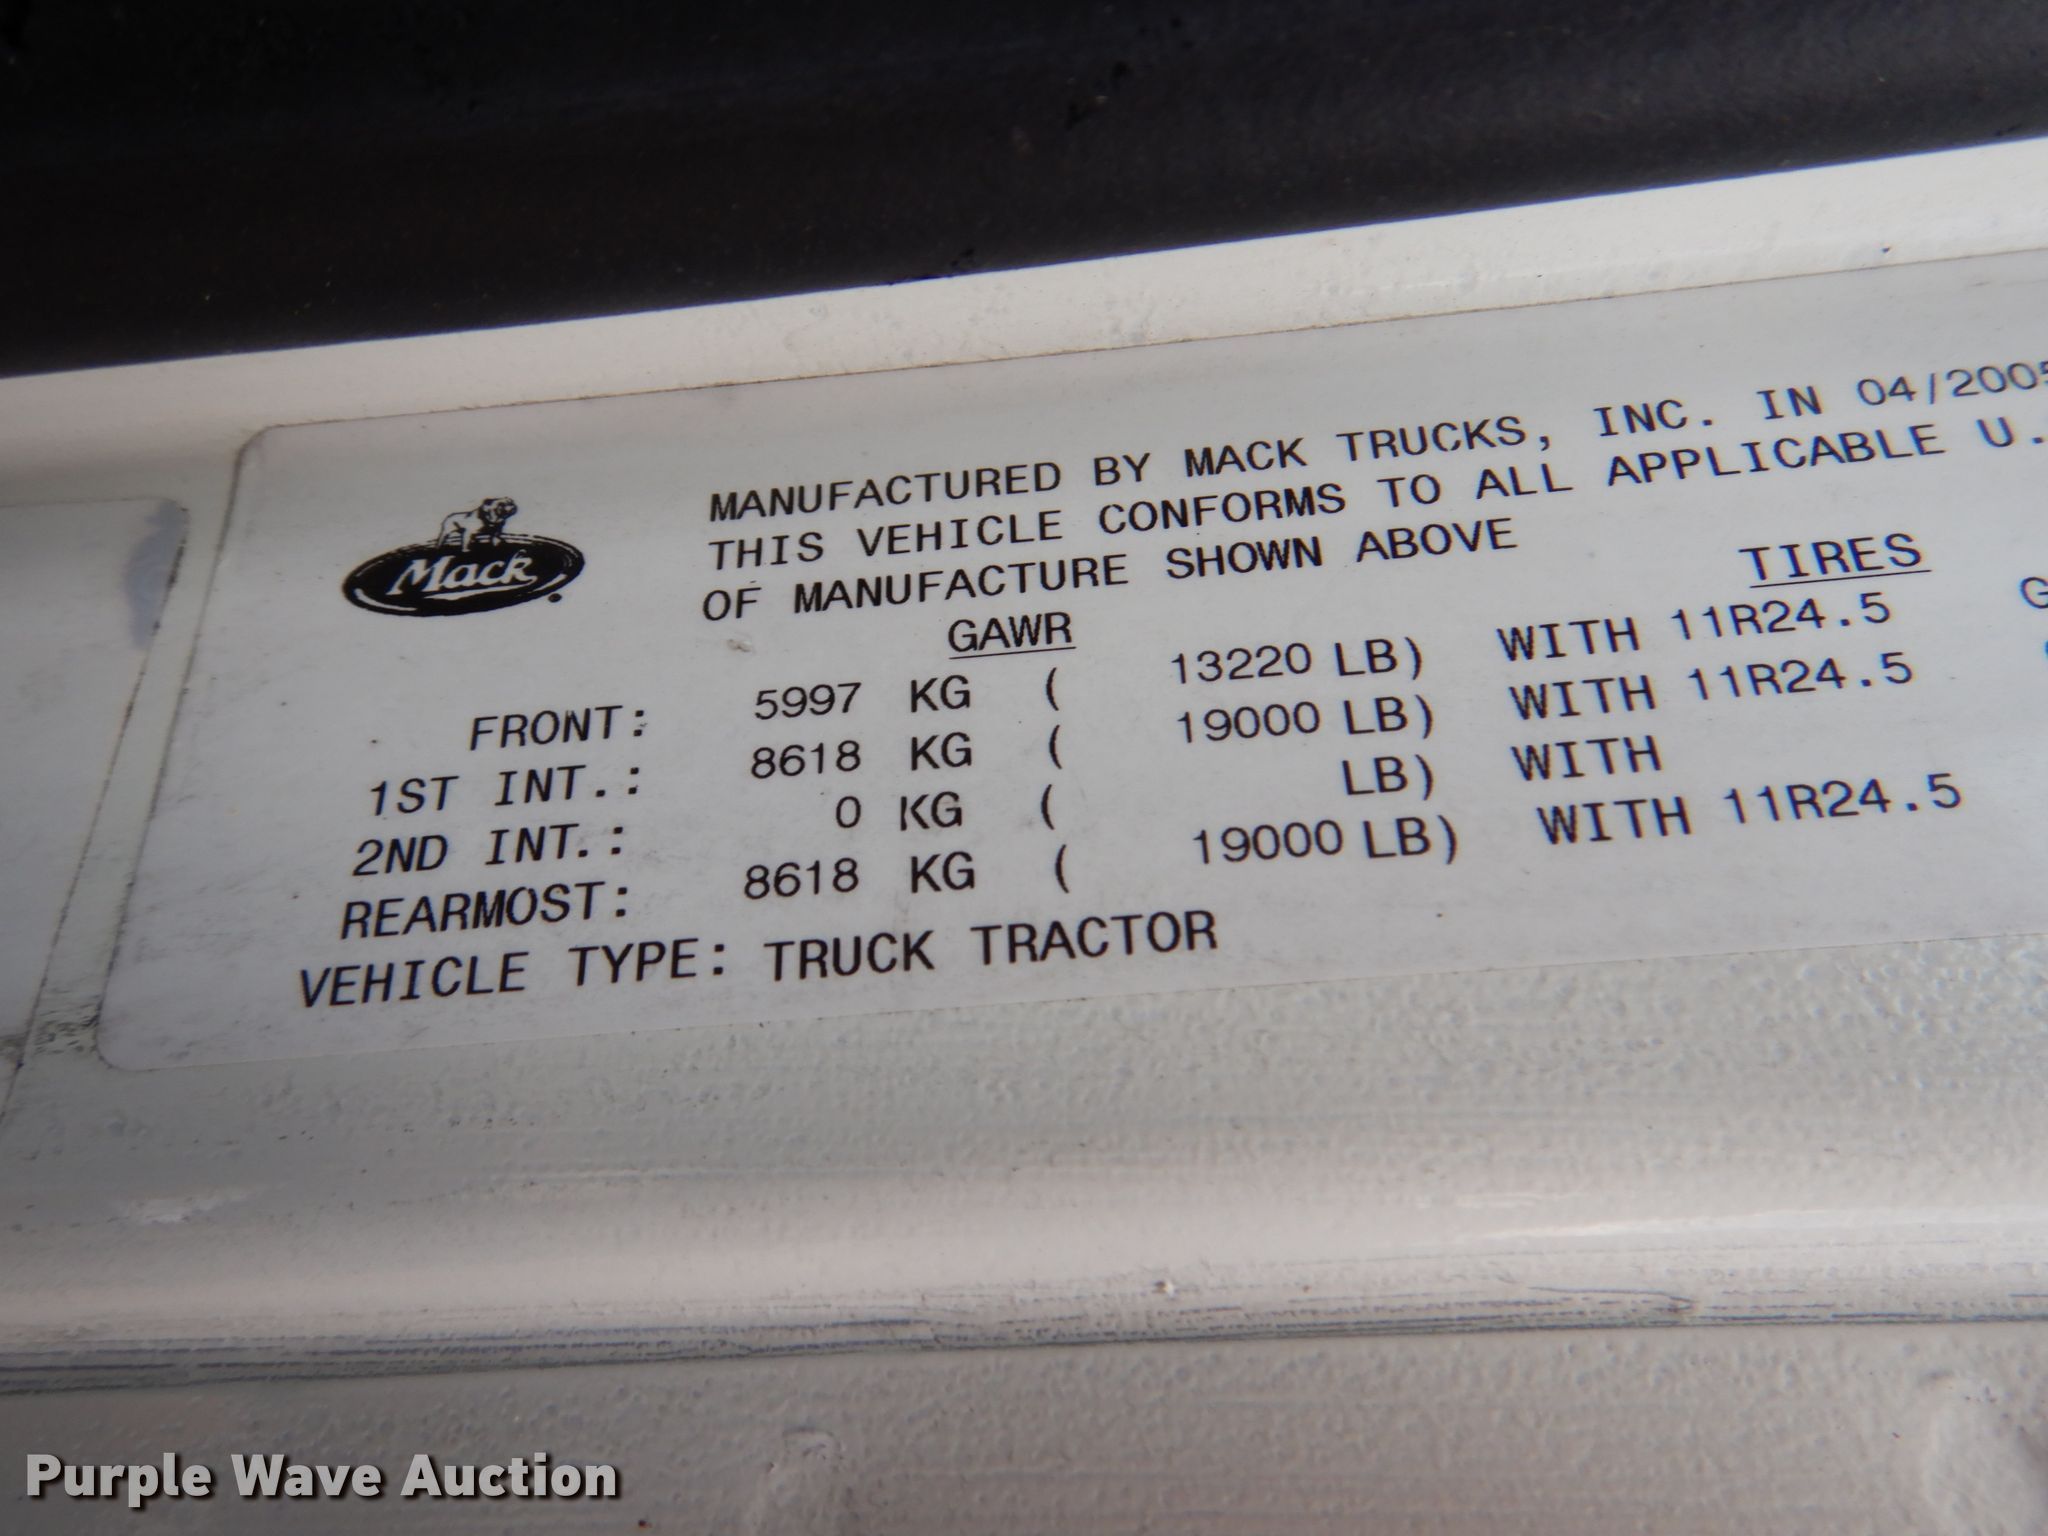 MANUFACTURED BY MACK TRUCKS, INC. IN 04/2005
THIS VEHICLE CONFORMS TO ALL APPLICABLE U.
OF MANUFACTURE SHOWN ABOVE
Mack
GAWR TIRES
FRONT: 5997 KG ( 13220 LB) WITH 11R24.5
1ST INT.: 8618 KG ( 19000 LB) WITH 11R24.5
2ND INT.: 0 KG ( LB) WITH
REARMOST: 8618 KG ( 19000 LB) WITH 11R24.5
VEHICLE TYPE: TRUCK TRACTOR
Purple Wave Auction